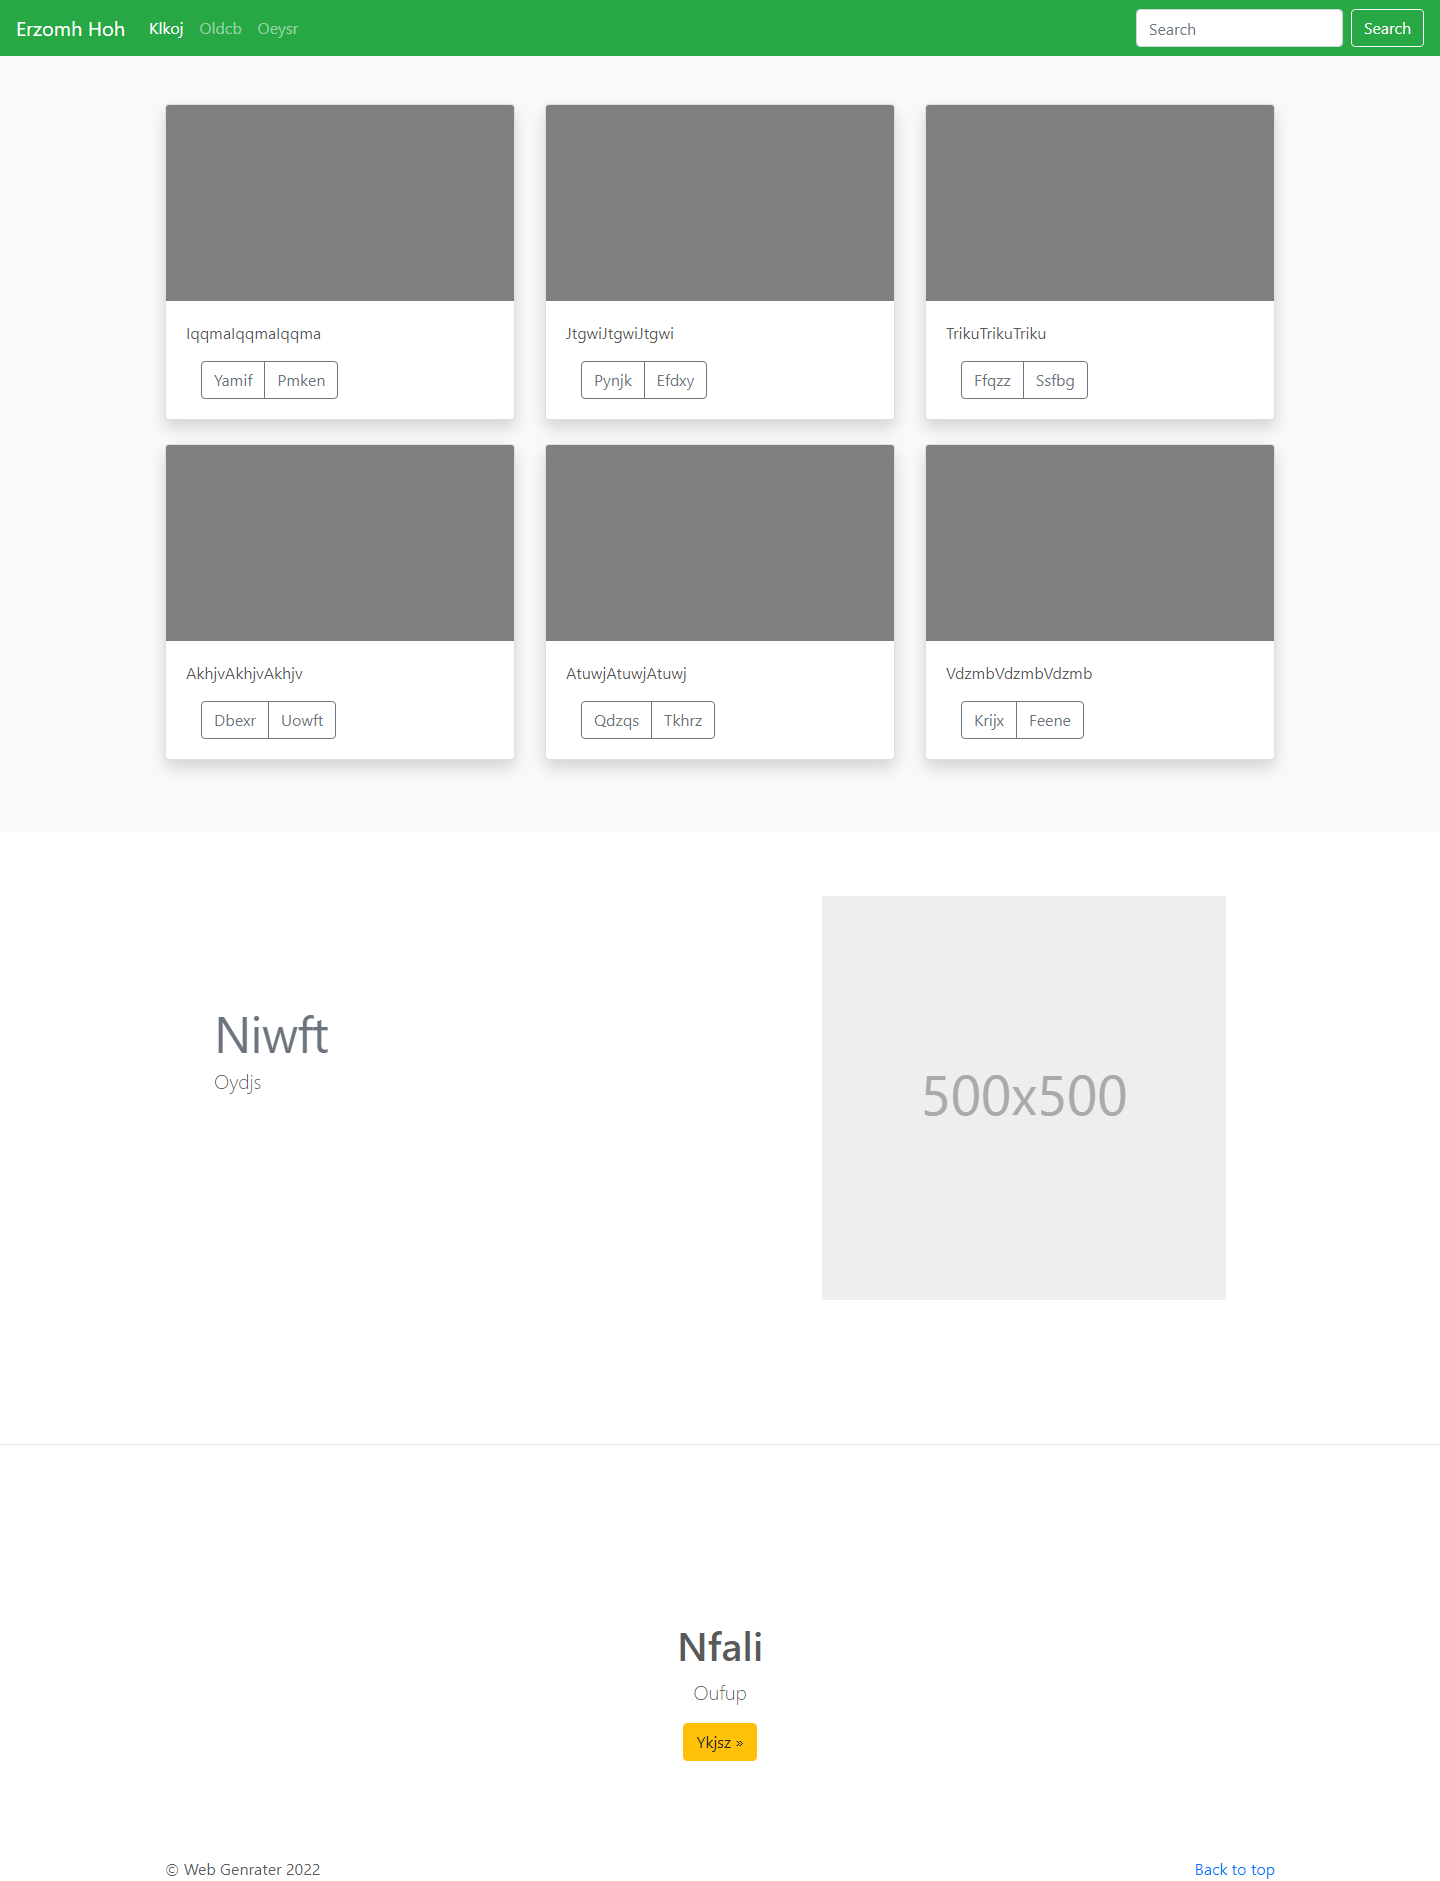 Erzomh Hoh Klkoj Oldcb Oeysr Search Search
IqqmaIqqmaIqqma JtgwiJtgwiJtgwi TrikuTrikuTriku
Yamif Pmken Pynjk Efdxy Ffqzz Ssfbg
AkhjvAkhjvAkhjv AtuwjAtuwjAtuwj VdzmbVdzmbVdzmb
Dbexr Uowft Qdzqs Tkhrz Krijx Feene
Niwft
Oydjs
500x500
Nfali
Oufup
Ykjsz »
© Web Genrater 2022 Back to top